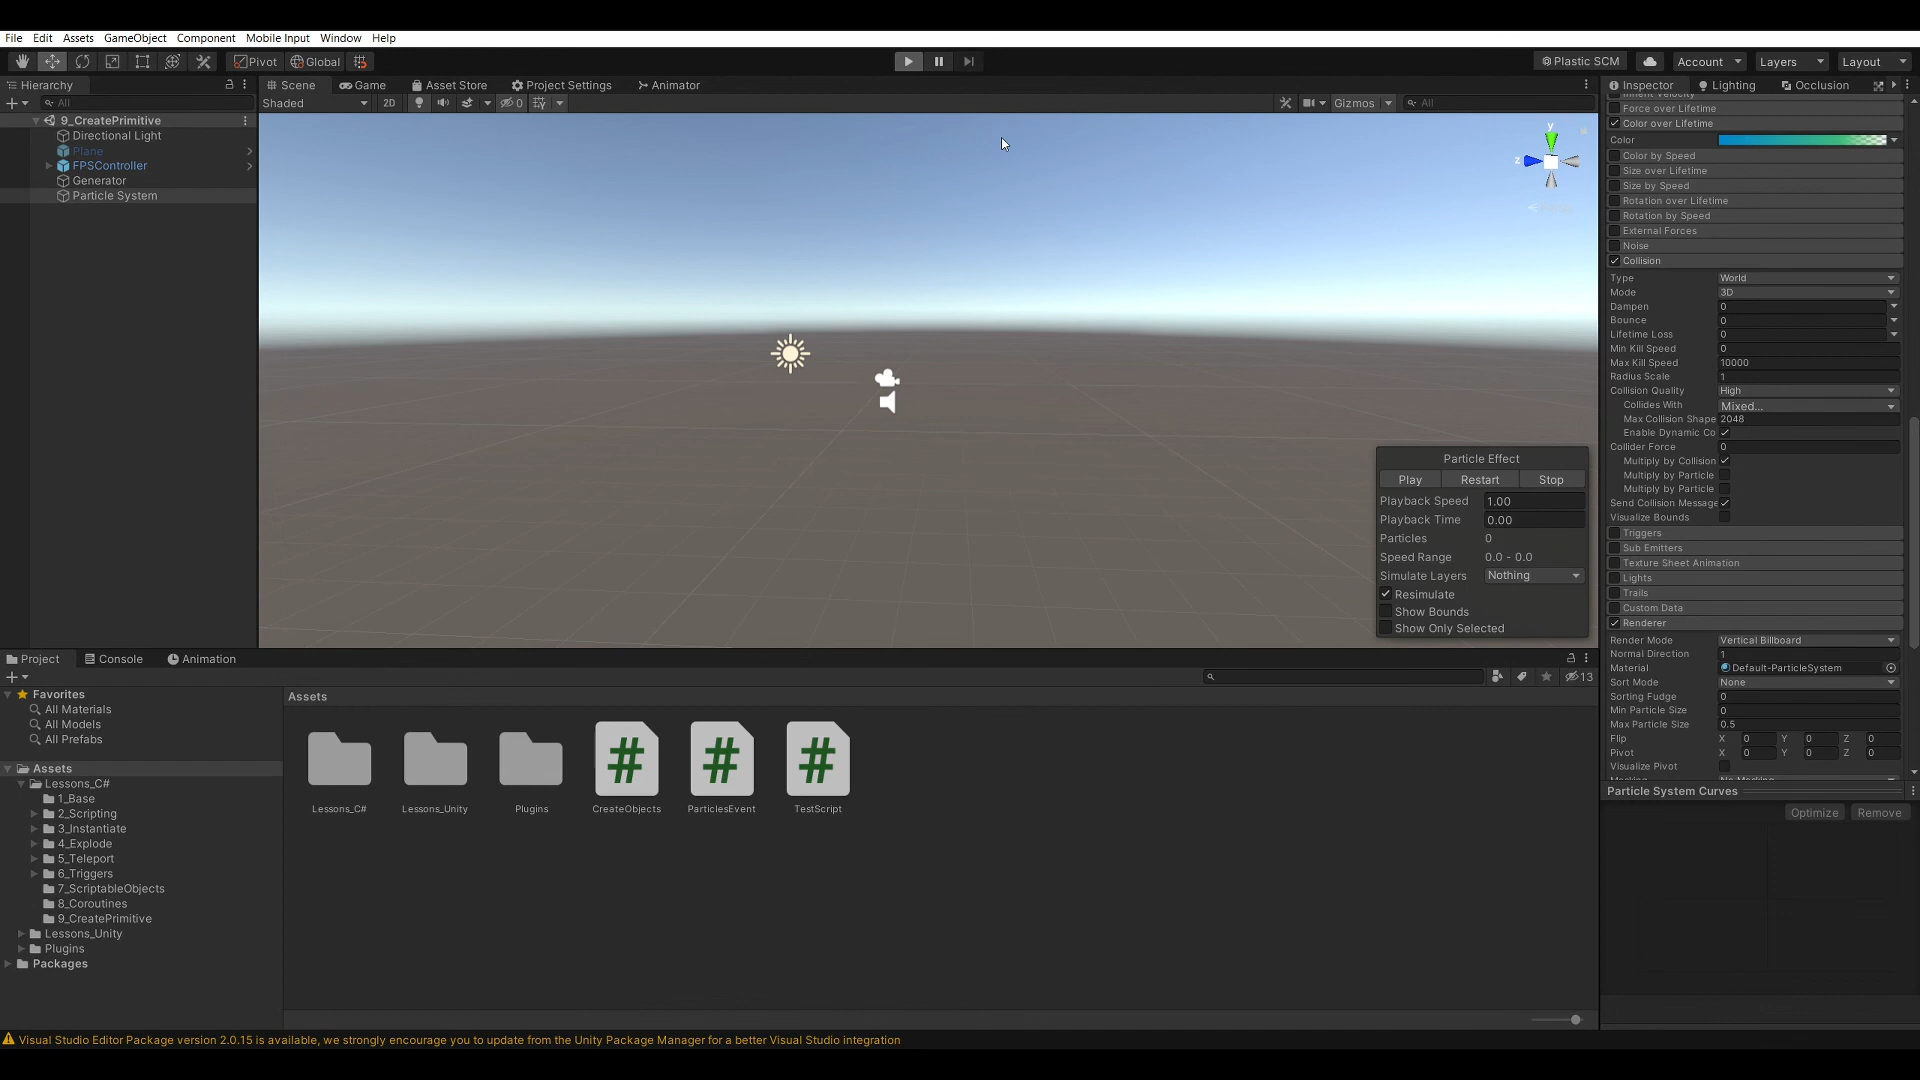 File Edit Assets GameObject Component Mobile Input Window Help
Pivot Global Plastic SCM Account Layers Layout
Hierarchy
All
9_CreatePrimitive
Directional Light
Plane
FPSController
Generator
Particle System
Scene Game Asset Store Project Settings Animator
Shaded 2D 0 Gizmos All
y
z
Particle Effect
Play Restart Stop
Playback Speed 1.00
Playback Time 0.00
Particles 0
Speed Range 0.0 - 0.0
Simulate Layers Nothing
Resimulate
Show Bounds
Show Only Selected
Inspector Lighting Occlusion
Inherit Velocity
Force over Lifetime
Color over Lifetime
Color
Color by Speed
Size over Lifetime
Size by Speed
Rotation over Lifetime
Rotation by Speed
External Forces
Noise
Collision
Type World
Mode 3D
Dampen 0
Bounce 0
Lifetime Loss 0
Min Kill Speed 0
Max Kill Speed 10000
Radius Scale 1
Collision Quality High
Collides With Mixed...
Max Collision Shape 2048
Enable Dynamic Co
Collider Force 0
Multiply by Collision
Multiply by Particle
Multiply by Particle
Send Collision Message
Visualize Bounds
Triggers
Sub Emitters
Texture Sheet Animation
Lights
Trails
Custom Data
Renderer
Render Mode Vertical Billboard
Normal Direction 1
Material Default-ParticleSystem
Sort Mode None
Sorting Fudge 0
Min Particle Size 0
Max Particle Size 0.5
Flip X 0 Y 0 Z 0
Pivot X 0 Y 0 Z 0
Visualize Pivot
Masking No Masking
Particle System Curves
Optimize Remove
Project Console Animation
13
Favorites
All Materials
All Models
All Prefabs
Assets
Lessons_C#
1_Base
2_Scripting
3_Instantiate
4_Explode
5_Teleport
6_Triggers
7_ScriptableObjects
8_Coroutines
9_CreatePrimitive
Lessons_Unity
Plugins
Packages
Assets
Lessons_C# Lessons_Unity Plugins CreateObjects ParticlesEvent TestScript
Visual Studio Editor Package version 2.0.15 is available, we strongly encourage you to update from the Unity Package Manager for a better Visual Studio integration